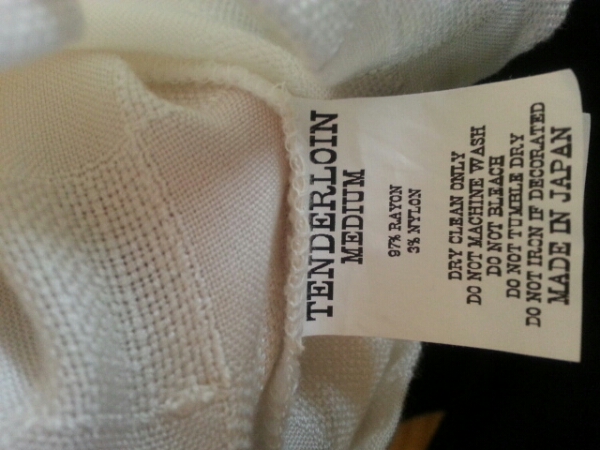 TENDERLOIN
MEDIUM
97% RAYON
3% NYLON
DRY CLEAN ONLY
DO NOT MACHINE WASH
DO NOT BLEACH
DO NOT TUMBLE DRY
DO NOT IRON IF DECORATED
MADE IN JAPAN